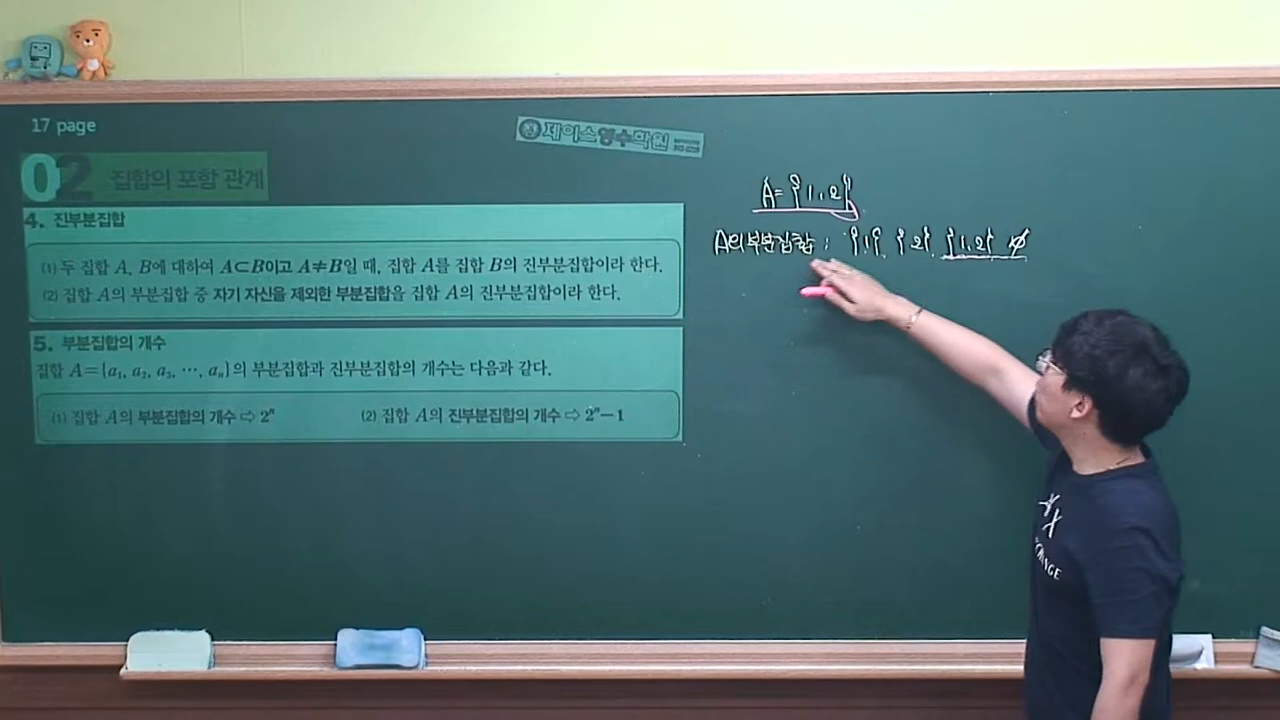 17 page
제이스영수학원
02 집합의 포함 관계
4. 진부분집합
(1) 두 집합 A, B에 대하여 A⊂B이고 A≠B일 때, 집합 A를 집합 B의 진부분집합이라 한다.
(2) 집합 A의 부분집합 중 자기 자신을 제외한 부분집합을 집합 A의 진부분집합이라 한다.
5. 부분집합의 개수
집합 A={a₁, a₂, a₃, ⋯, aₙ}의 부분집합과 진부분집합의 개수는 다음과 같다.
(1) 집합 A의 부분집합의 개수 ⇨ 2ⁿ
(2) 집합 A의 진부분집합의 개수 ⇨ 2ⁿ−1
A={1,2}
A의 부분집합 : {1}, {2}, {1,2}, ∅